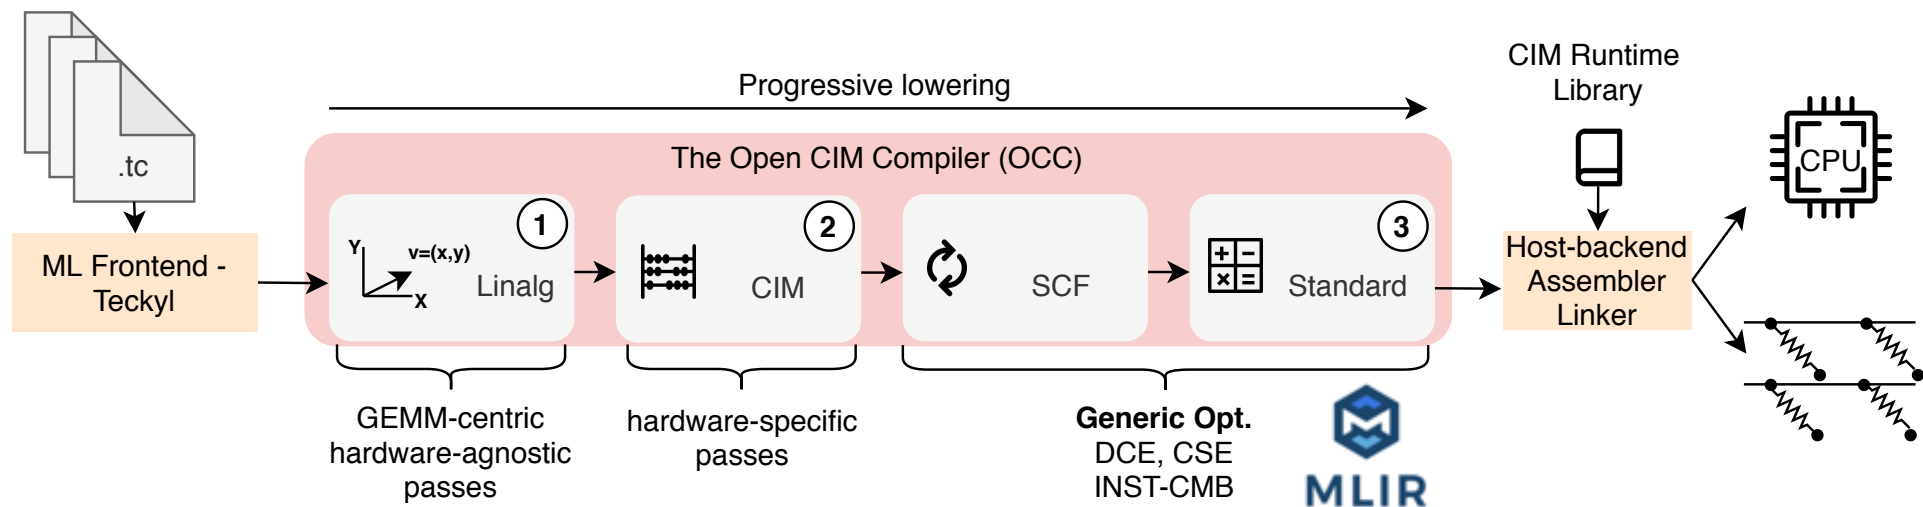 .tc
ML Frontend -
Teckyl
Progressive lowering
The Open CIM Compiler (OCC)
1
Y
v=(x,y)
X
Linalg
2
CIM
SCF
3
+ −
× =
Standard
GEMM-centric
hardware-agnostic
passes
hardware-specific
passes
Generic Opt.
DCE, CSE
INST-CMB
MLIR
CIM Runtime
Library
Host-backend
Assembler
Linker
CPU